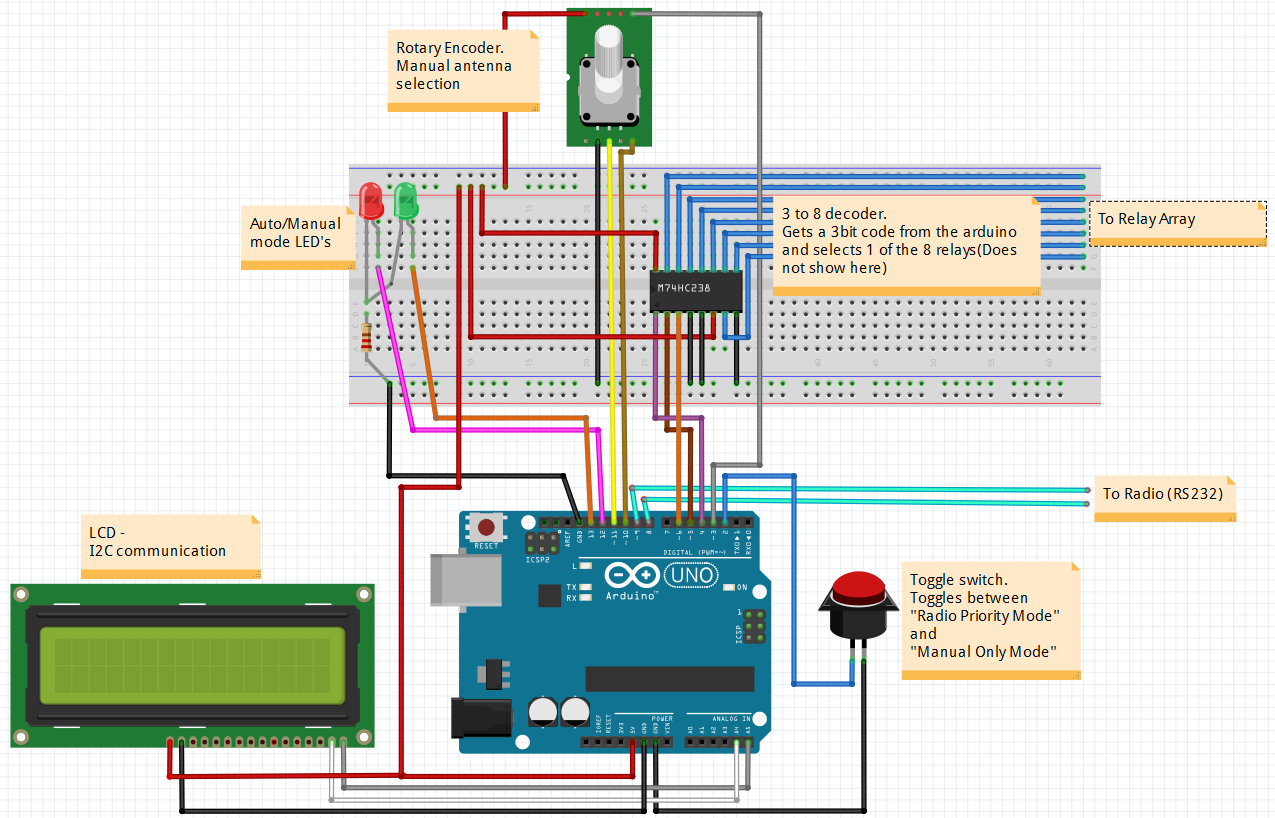 Rotary Encoder.
Manual antenna
selection
Auto/Manual
mode LED's
3 to 8 decoder.
Gets a 3bit code from the arduino
and selects 1 of the 8 relays(Does
not show here)
To Relay Array
M74HC238
To Radio (RS232)
LCD -
I2C communication
Toggle switch.
Toggles between
"Radio Priority Mode"
and
"Manual Only Mode"
RESET
ICSP2
AREF
GND
13
12
~11
~10
~9
8
7
~6
~5
4
~3
2
TX0▶1
RX0◀0
DIGITAL (PWM=~)
L
TX
RX
Arduino™
UNO
ON
ICSP
1
POWER
ANALOG IN
IOREF
RESET
3V3
5V
GND
GND
VIN
A0
A1
A2
A3
A4
A5